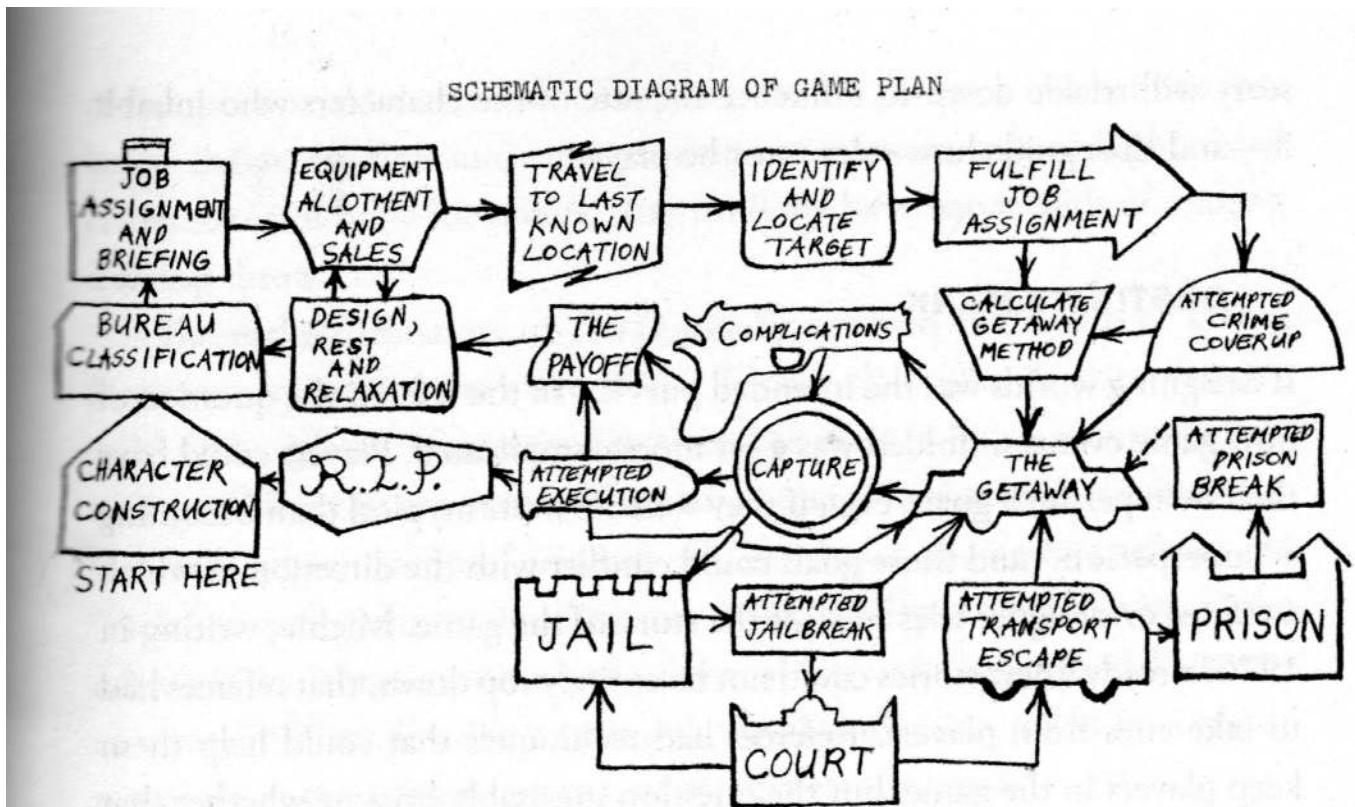 SCHEMATIC DIAGRAM OF GAME PLAN
JOB
ASSIGNMENT
AND
BRIEFING
EQUIPMENT
ALLOTMENT
AND
SALES
TRAVEL
TO LAST
KNOWN
LOCATION
IDENTIFY
AND
LOCATE
TARGET
FULFILL
JOB
ASSIGNMENT
BUREAU
CLASSIFICATION
DESIGN,
REST
AND
RELAXATION
THE
PAYOFF
COMPLICATIONS
CALCULATE
GETAWAY
METHOD
ATTEMPTED
CRIME
COVERUP
CHARACTER
CONSTRUCTION
START HERE
R.I.P.
ATTEMPTED
EXECUTION
CAPTURE
THE
GETAWAY
ATTEMPTED
PRISON
BREAK
JAIL
ATTEMPTED
JAILBREAK
ATTEMPTED
TRANSPORT
ESCAPE
PRISON
COURT